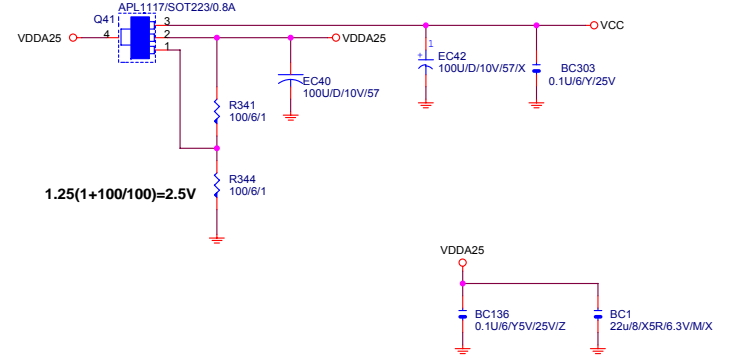 APL1117/SOT223/0.8A
Q41
3
VCC
VDDA25
4
2
VDDA25
1
1
+
EC42
100U/D/10V/57/X
BC303
0.1U/6/Y/25V
EC40
100U/D/10V/57
R341
100/6/1
R344
100/6/1
1.25(1+100/100)=2.5V
VDDA25
BC136
0.1U/6/Y5V/25V/Z
BC1
22u/8/X5R/6.3V/M/X